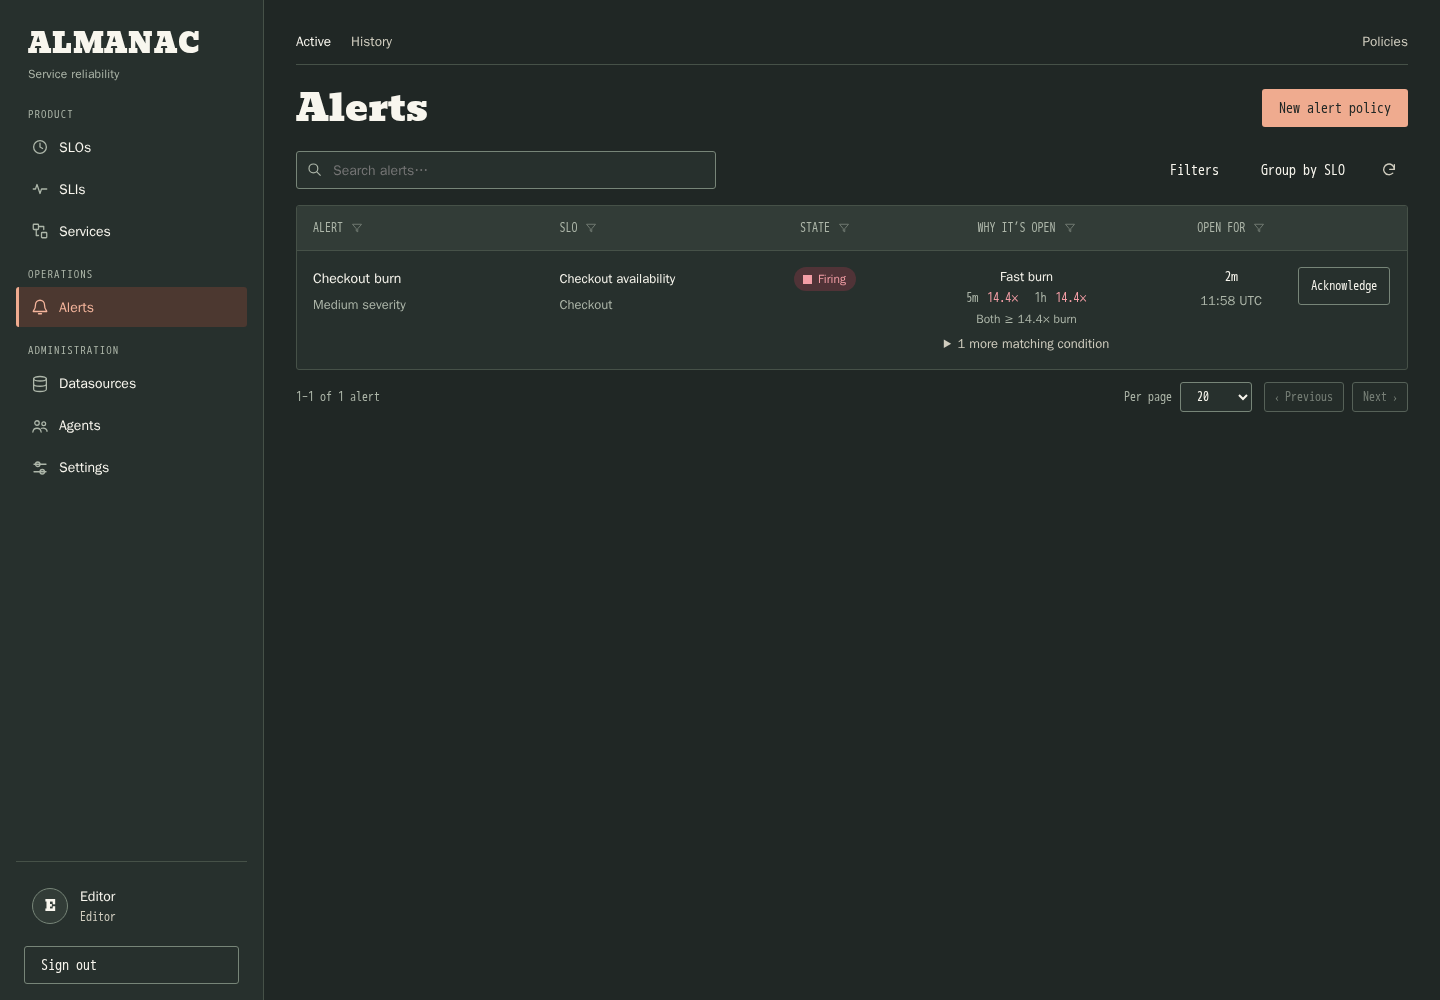 ALMANAC
Service reliability
PRODUCT
SLOs
SLIs
Services
OPERATIONS
Alerts
ADMINISTRATION
Datasources
Agents
Settings
E
Editor
Editor
Sign out
Active History Policies
Alerts
New alert policy
Search alerts…
Filters Group by SLO
ALERT SLO STATE WHY IT’S OPEN OPEN FOR
Checkout burn Checkout availability Firing Fast burn 2m Acknowledge
Medium severity Checkout 5m 14.4× 1h 14.4× 11:58 UTC
Both ≥ 14.4× burn
▶ 1 more matching condition
1–1 of 1 alert Per page 20 ‹ Previous Next ›